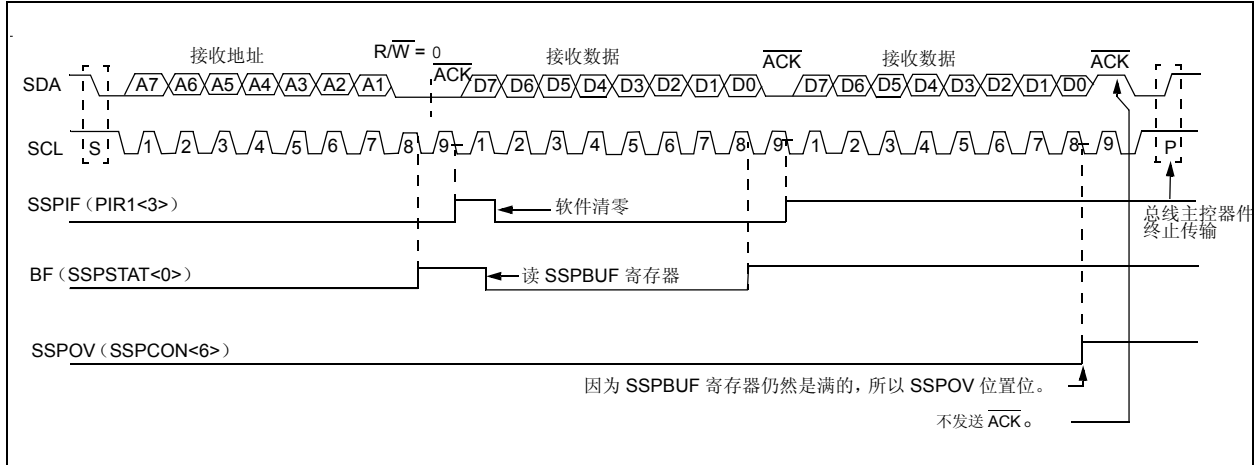 接收地址 R/W = 0 接收数据 ACK 接收数据 ACK
SDA A7 A6 A5 A4 A3 A2 A1 ACK D7 D6 D5 D4 D3 D2 D1 D0 D7 D6 D5 D4 D3 D2 D1 D0
SCL S 1 2 3 4 5 6 7 8 9 1 2 3 4 5 6 7 8 9 1 2 3 4 5 6 7 8 9 P
SSPIF（PIR1<3>） 软件清零
总线主控器件
终止传输
BF（SSPSTAT<0>） 读 SSPBUF 寄存器
SSPOV（SSPCON<6>）
因为 SSPBUF 寄存器仍然是满的，所以 SSPOV 位置位。
不发送 ACK。